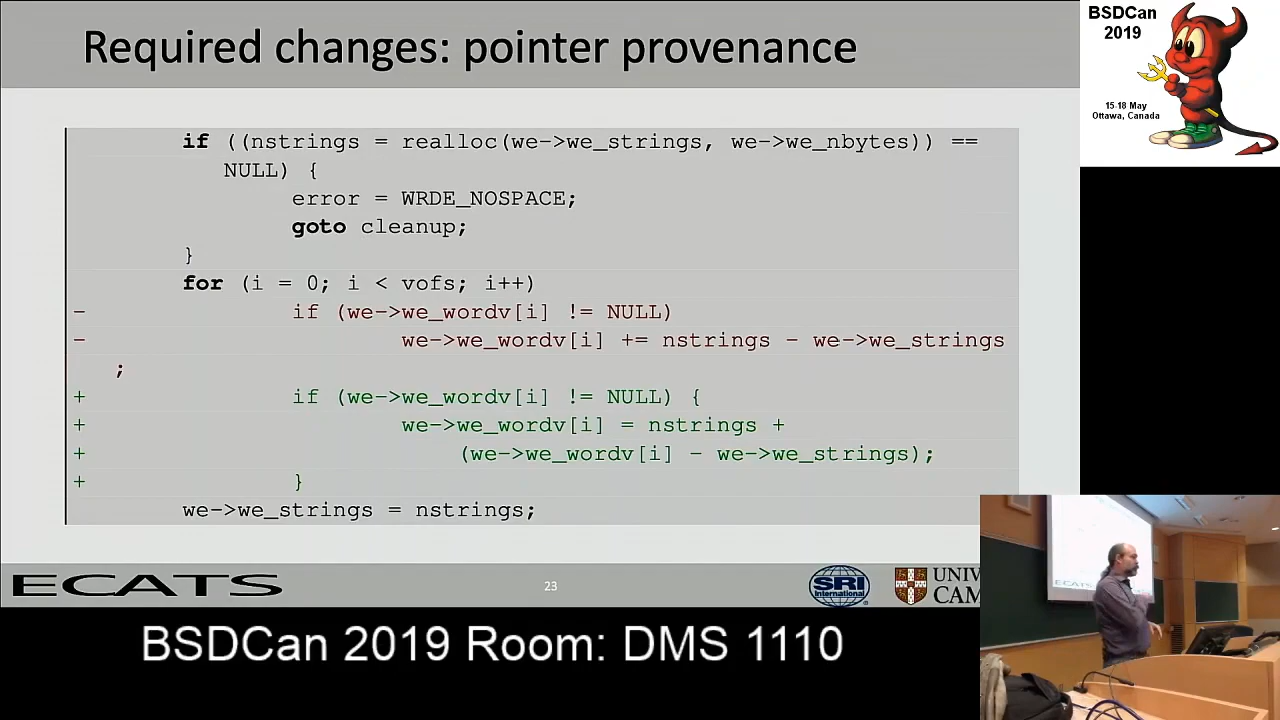 Required changes: pointer provenance
BSDCan
2019
15-18 May
Ottawa, Canada
if ((nstrings = realloc(we->we_strings, we->we_nbytes)) ==
NULL) {
error = WRDE_NOSPACE;
goto cleanup;
}
for (i = 0; i < vofs; i++)
- if (we->we_wordv[i] != NULL)
- we->we_wordv[i] += nstrings - we->we_strings
;
+ if (we->we_wordv[i] != NULL) {
+ we->we_wordv[i] = nstrings +
+ (we->we_wordv[i] - we->we_strings);
+ }
we->we_strings = nstrings;
ECATS
23
SRI
International
UNIV
CAM
ECATS
BSDCan 2019 Room: DMS 1110